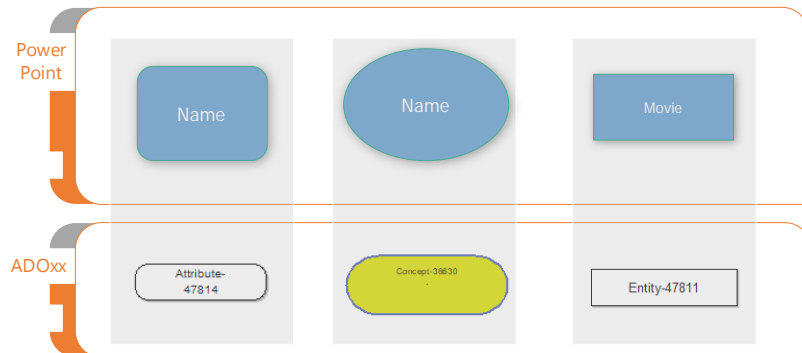 Power
Point
Name
Name
Movie
ADOxx
Attribute-
47814
Concept-38630
Entity-47811